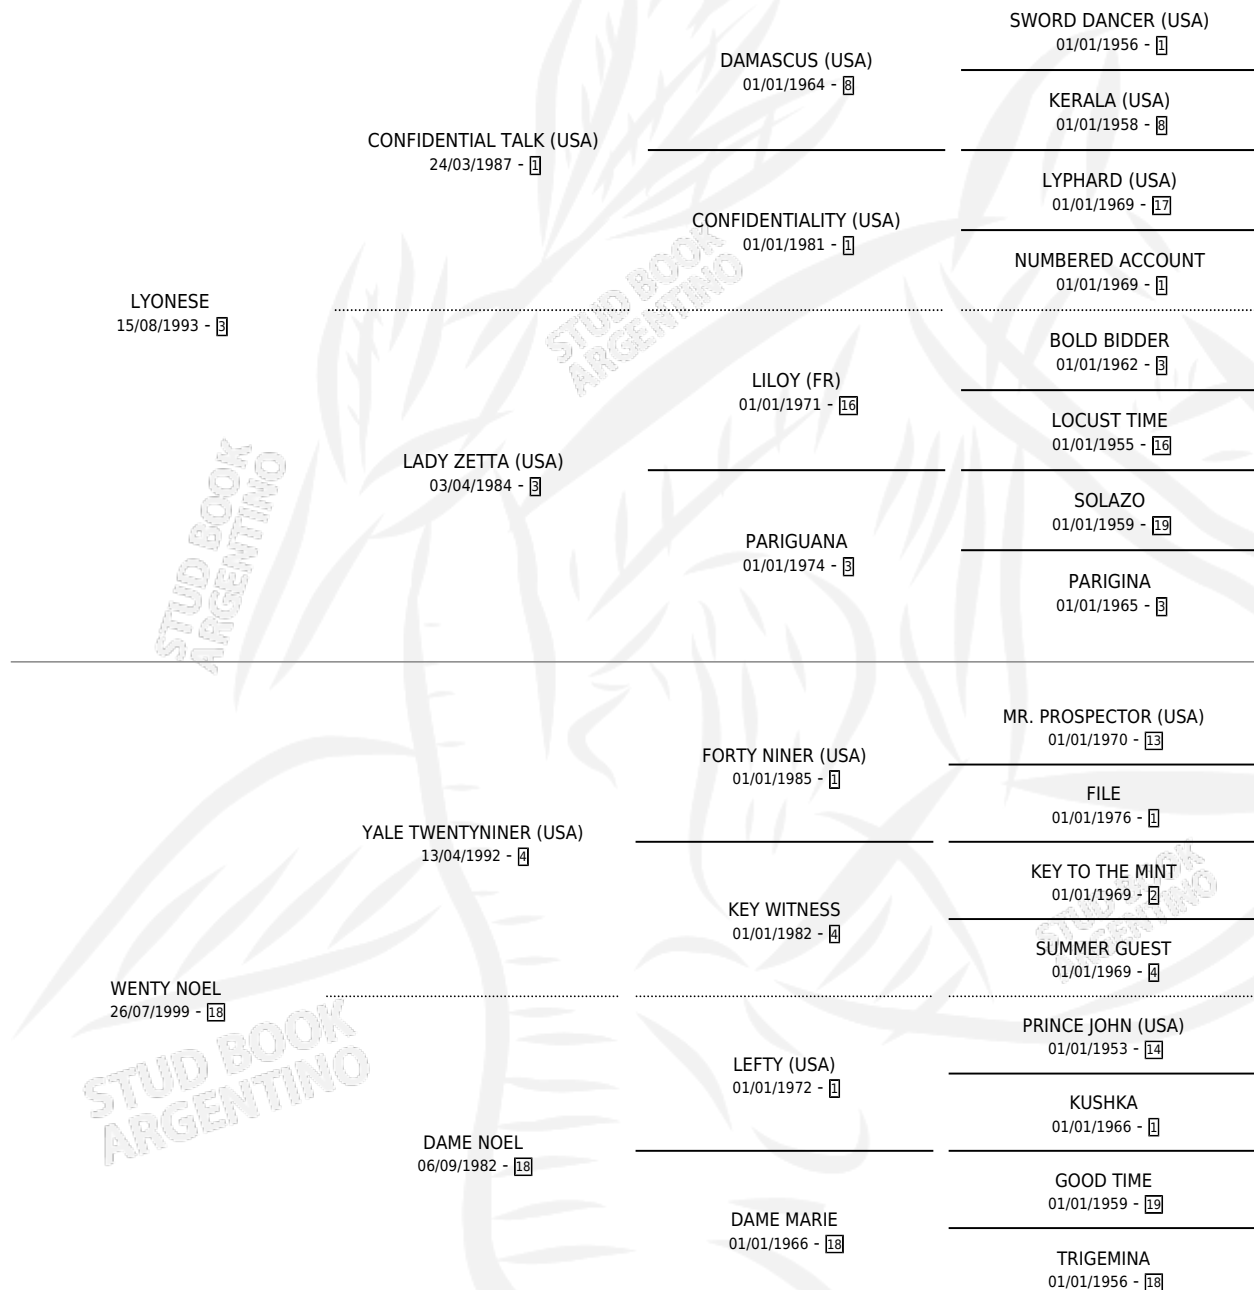 SWORD DANCER (USA)
01/01/1956 - 1
DAMASCUS (USA)
01/01/1964 - 8
KERALA (USA)
01/01/1958 - 8
CONFIDENTIAL TALK (USA)
24/03/1987 - 1
LYPHARD (USA)
01/01/1969 - 17
CONFIDENTIALITY (USA)
01/01/1981 - 1
NUMBERED ACCOUNT
01/01/1969 - 1
LYONESE
15/08/1993 - 3
BOLD BIDDER
01/01/1962 - 3
LILOY (FR)
01/01/1971 - 16
LOCUST TIME
01/01/1955 - 16
LADY ZETTA (USA)
03/04/1984 - 3
SOLAZO
01/01/1959 - 19
PARIGUANA
01/01/1974 - 3
PARIGINA
01/01/1965 - 3
STUD BOOK
ARGENTINO
STUD BOOK
ARGENTINO
MR. PROSPECTOR (USA)
01/01/1970 - 13
FORTY NINER (USA)
01/01/1985 - 1
FILE
01/01/1976 - 1
YALE TWENTYNINER (USA)
13/04/1992 - 4
KEY TO THE MINT
01/01/1969 - 2
KEY WITNESS
01/01/1982 - 4
SUMMER GUEST
01/01/1969 - 4
WENTY NOEL
26/07/1999 - 18
PRINCE JOHN (USA)
01/01/1953 - 14
LEFTY (USA)
01/01/1972 - 1
KUSHKA
01/01/1966 - 1
DAME NOEL
06/09/1982 - 18
GOOD TIME
01/01/1959 - 19
DAME MARIE
01/01/1966 - 18
TRIGEMINA
01/01/1956 - 18
STUD BOOK
ARGENTINO
STUD BOOK
ARGENTINO